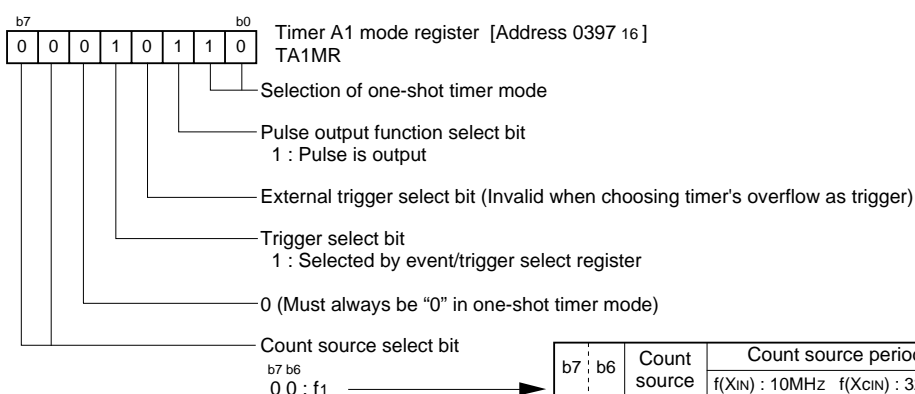 b7 b0
0 0 0 1 0 1 1 0
Timer A1 mode register [Address 0397 16 ]
TA1MR
Selection of one-shot timer mode
Pulse output function select bit
1 : Pulse is output
External trigger select bit (Invalid when choosing timer's overflow as trigger)
Trigger select bit
1 : Selected by event/trigger select register
0 (Must always be “0” in one-shot timer mode)
Count source select bit
b7 b6
0 0 : f1
b7 b6 Count source
Count source
f(XIN) : 10MHZ f(XCIN) :